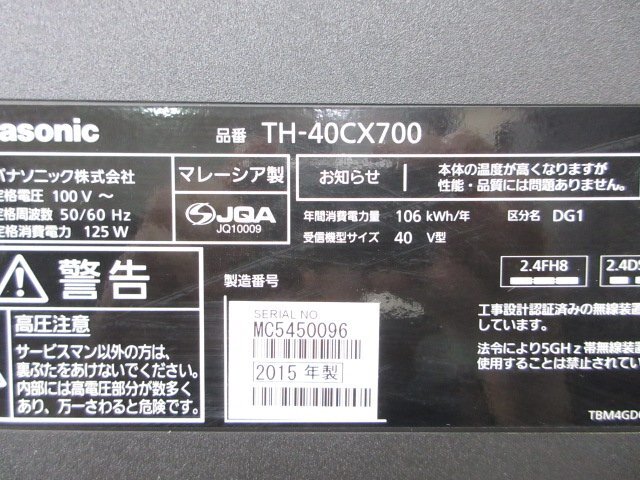 asonic
品番 TH-40CX700
パナソニック株式会社
定格電圧 100 V ～
定格周波数 50/60 Hz
定格消費電力 125 W
マレーシア製
JQA
JQ10009
お知らせ
本体の温度が高くなりますが
性能・品質には問題ありません。
年間消費電力量 106 kWh/年 区分名 DG1
受信機型サイズ 40 V型
2.4FH8
2.4DS
警告
高圧注意
サービスマン以外の方は、
裏ぶたをあけないでください。
内部には高電圧部分が数多く
あり、万一さわると危険です。
製造番号
SERIAL NO
MC5450096
2015 年製
工事設計認証済みの無線装置
しています。
法令により5GHz帯無線装置
使用することは禁止されてい
TBM4GD